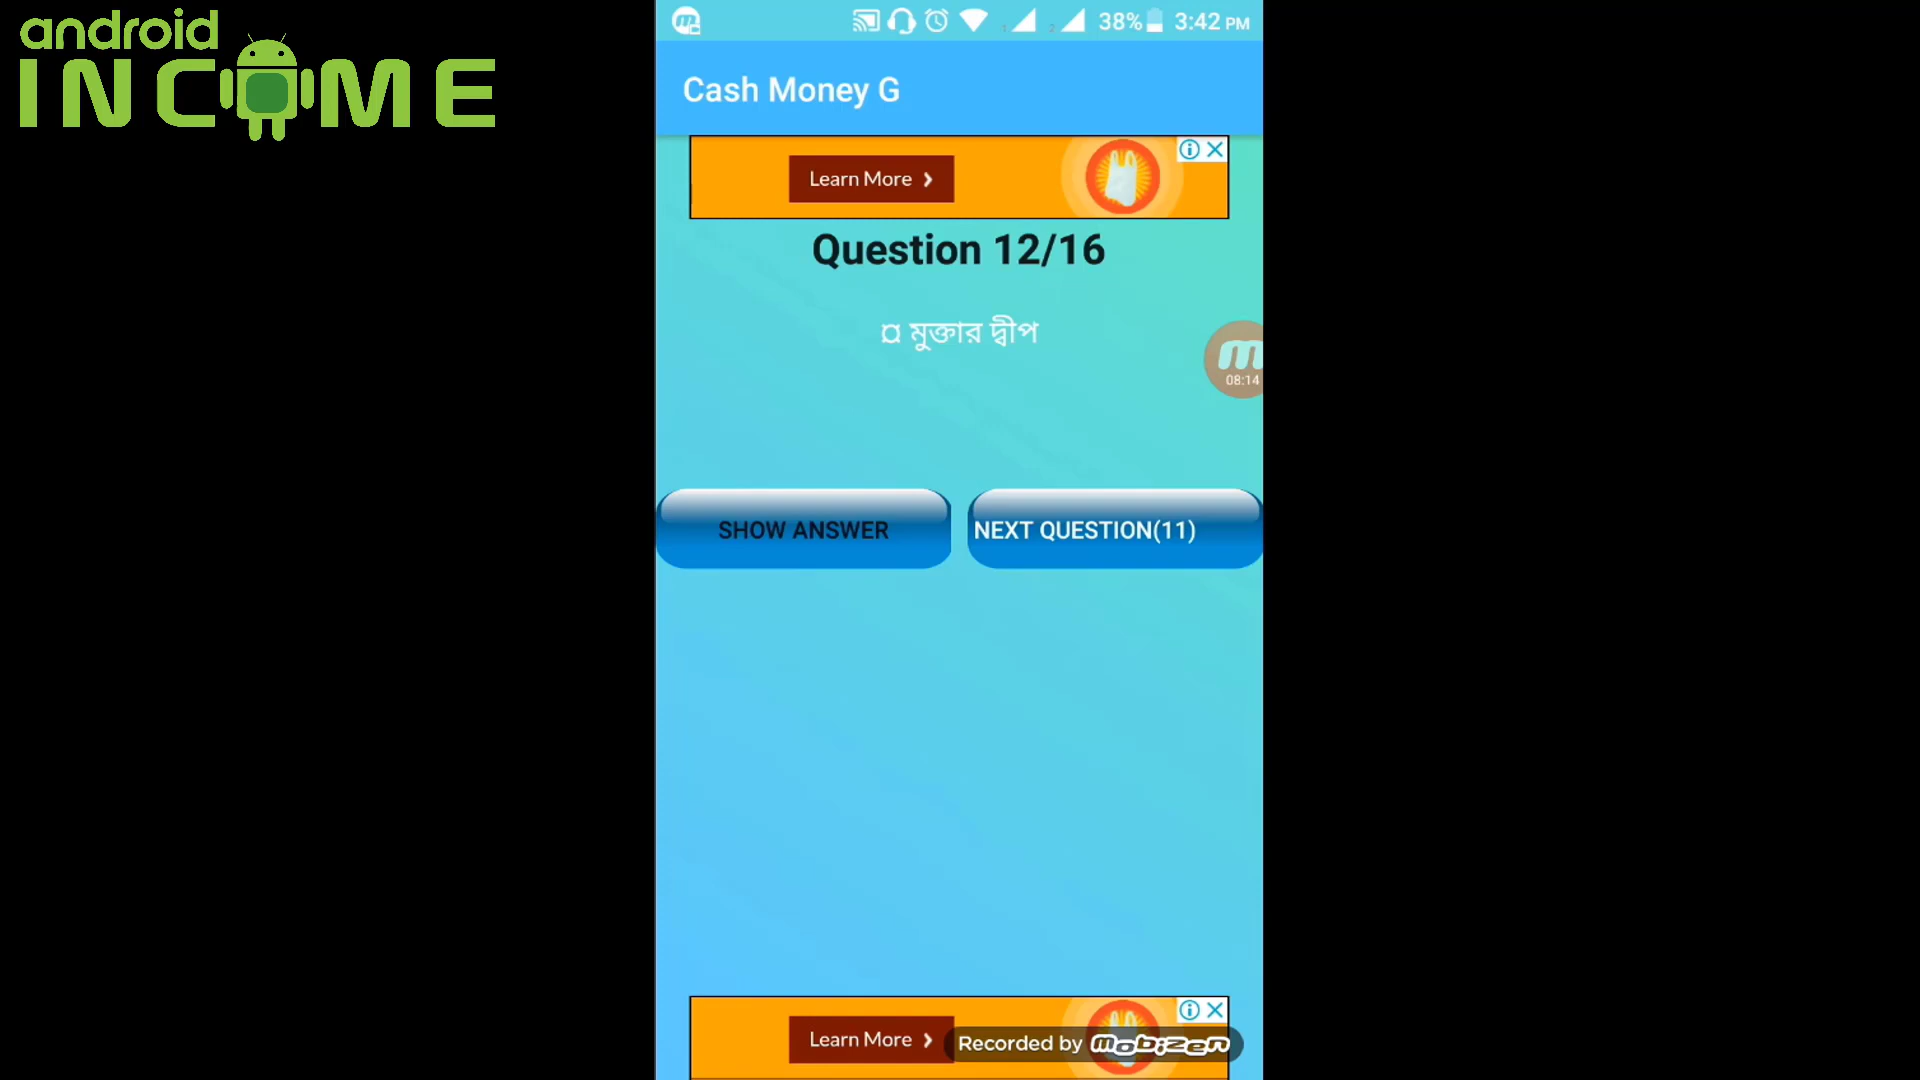 android
INCOME
38% 3:42 PM
Cash Money G
Learn More
Question 12/16
¤ মুক্তার দ্বীপ
08:14
SHOW ANSWER
NEXT QUESTION(11)
Learn More
Recorded by mobizen